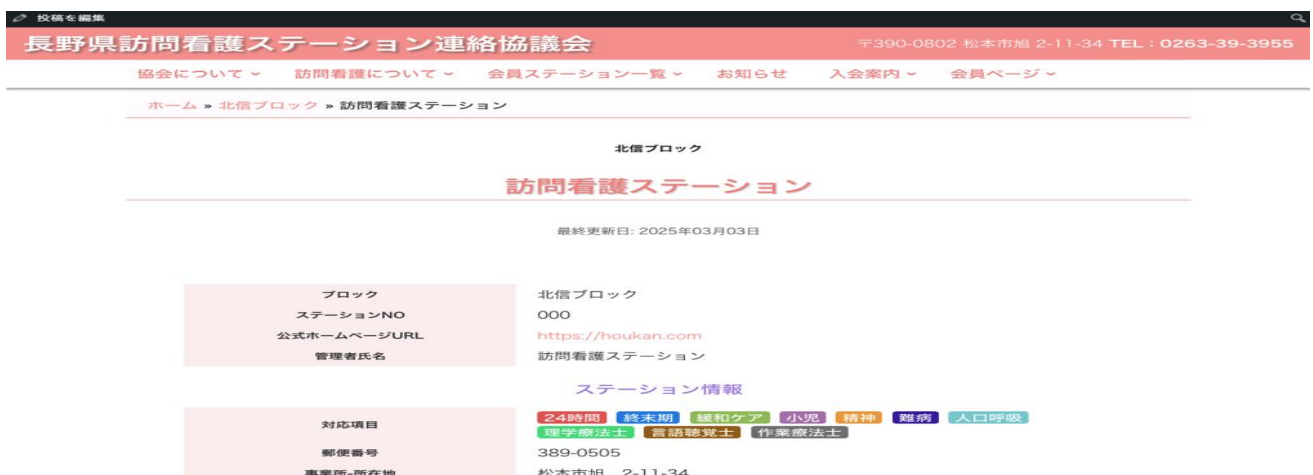 投稿を編集
長野県訪問看護ステーション連絡協議会 〒390-0802 松本市旭 2-11-34 TEL：0263-39-3955
協会について 訪問看護について 会員ステーション一覧 お知らせ 入会案内 会員ページ
ホーム » 北信ブロック » 訪問看護ステーション
北信ブロック
訪問看護ステーション
最終更新日: 2025年03月03日
ブロック 北信ブロック
ステーションNO 000
公式ホームページURL https://houkan.com
管理者氏名 訪問看護ステーション
ステーション情報
対応項目 24時間 終末期 緩和ケア 小児 精神 難病 人口呼吸
理学療法士 言語聴覚士 作業療法士
郵便番号 389-0505
事業所-所在地 松本市旭 2-11-34